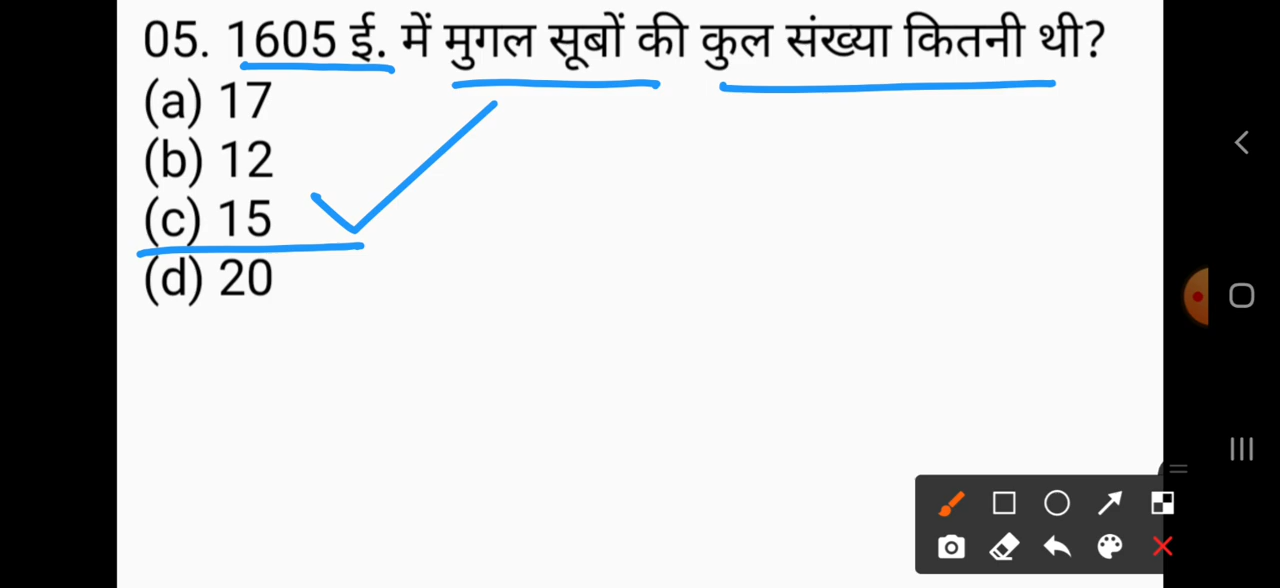 05. 1605 ई. में मुगल सूबों की कुल संख्या कितनी थी?
(a) 17
(b) 12
(c) 15
(d) 20